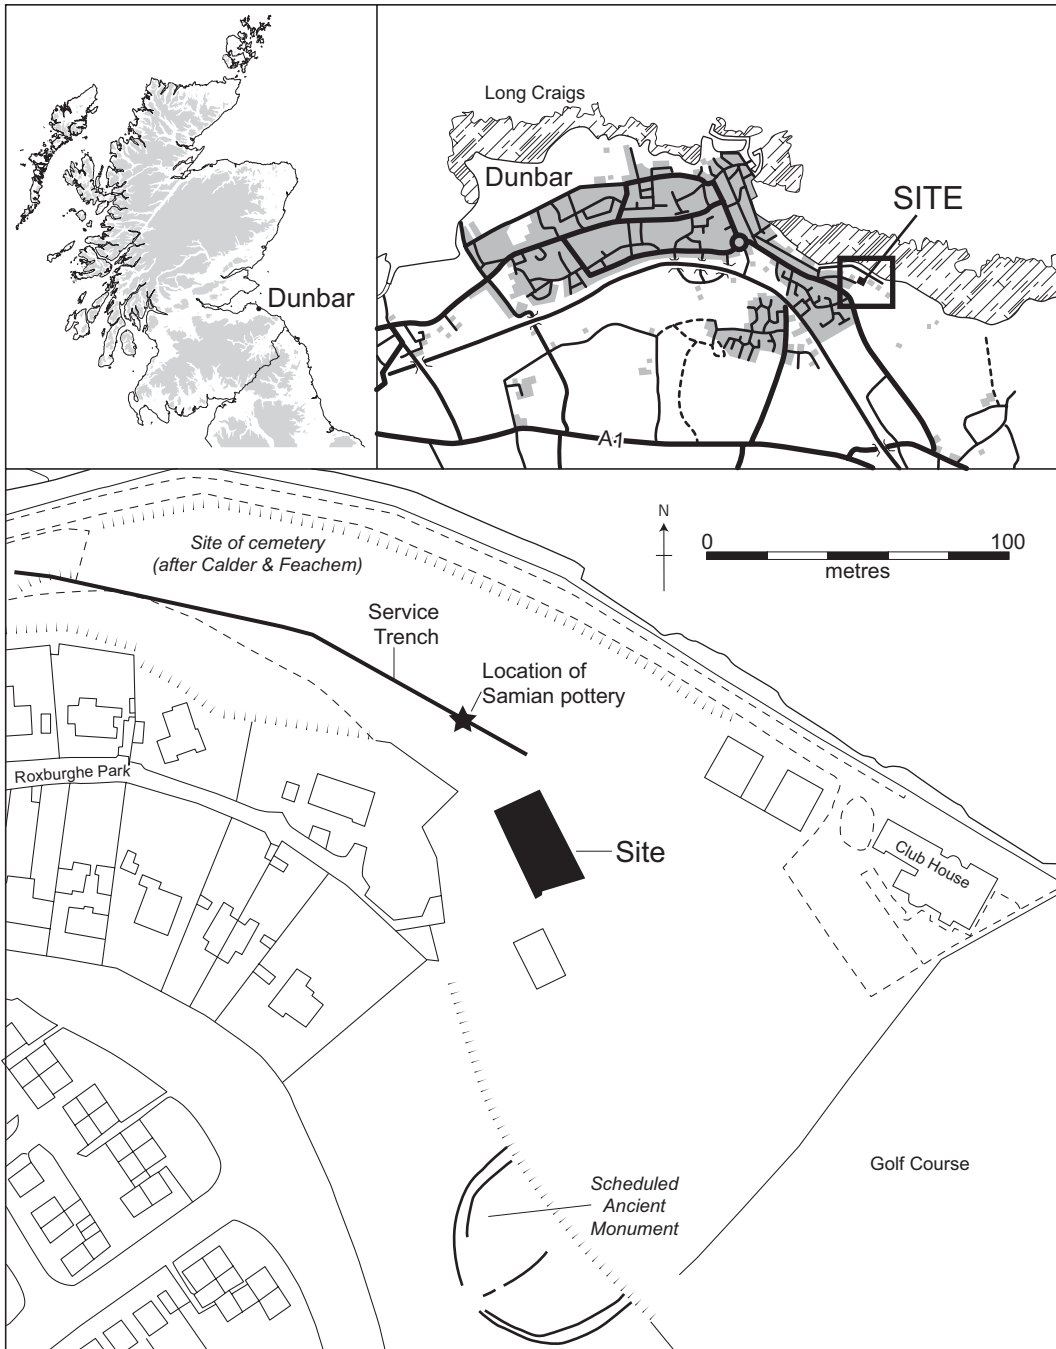 Dunbar
Long Craigs
Dunbar
SITE
A1
Site of cemetery
(after Calder & Feachem)
N
0
100
metres
Service
Trench
Location of
Samian pottery
Roxburghe Park
Site
Club House
Golf Course
Scheduled
Ancient
Monument